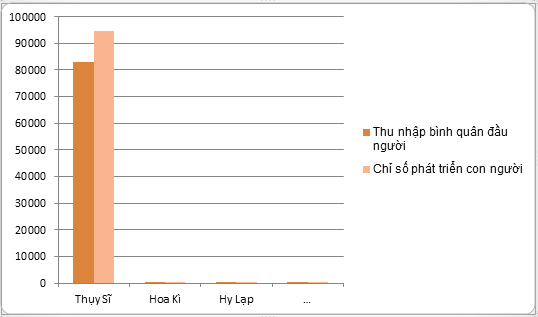 100000
90000
80000
70000
60000
50000
40000
30000
20000
10000
0
Thụy Sĩ Hoa Kì Hy Lạp ...
Thu nhập bình quân đầu
người
Chỉ số phát triển con người